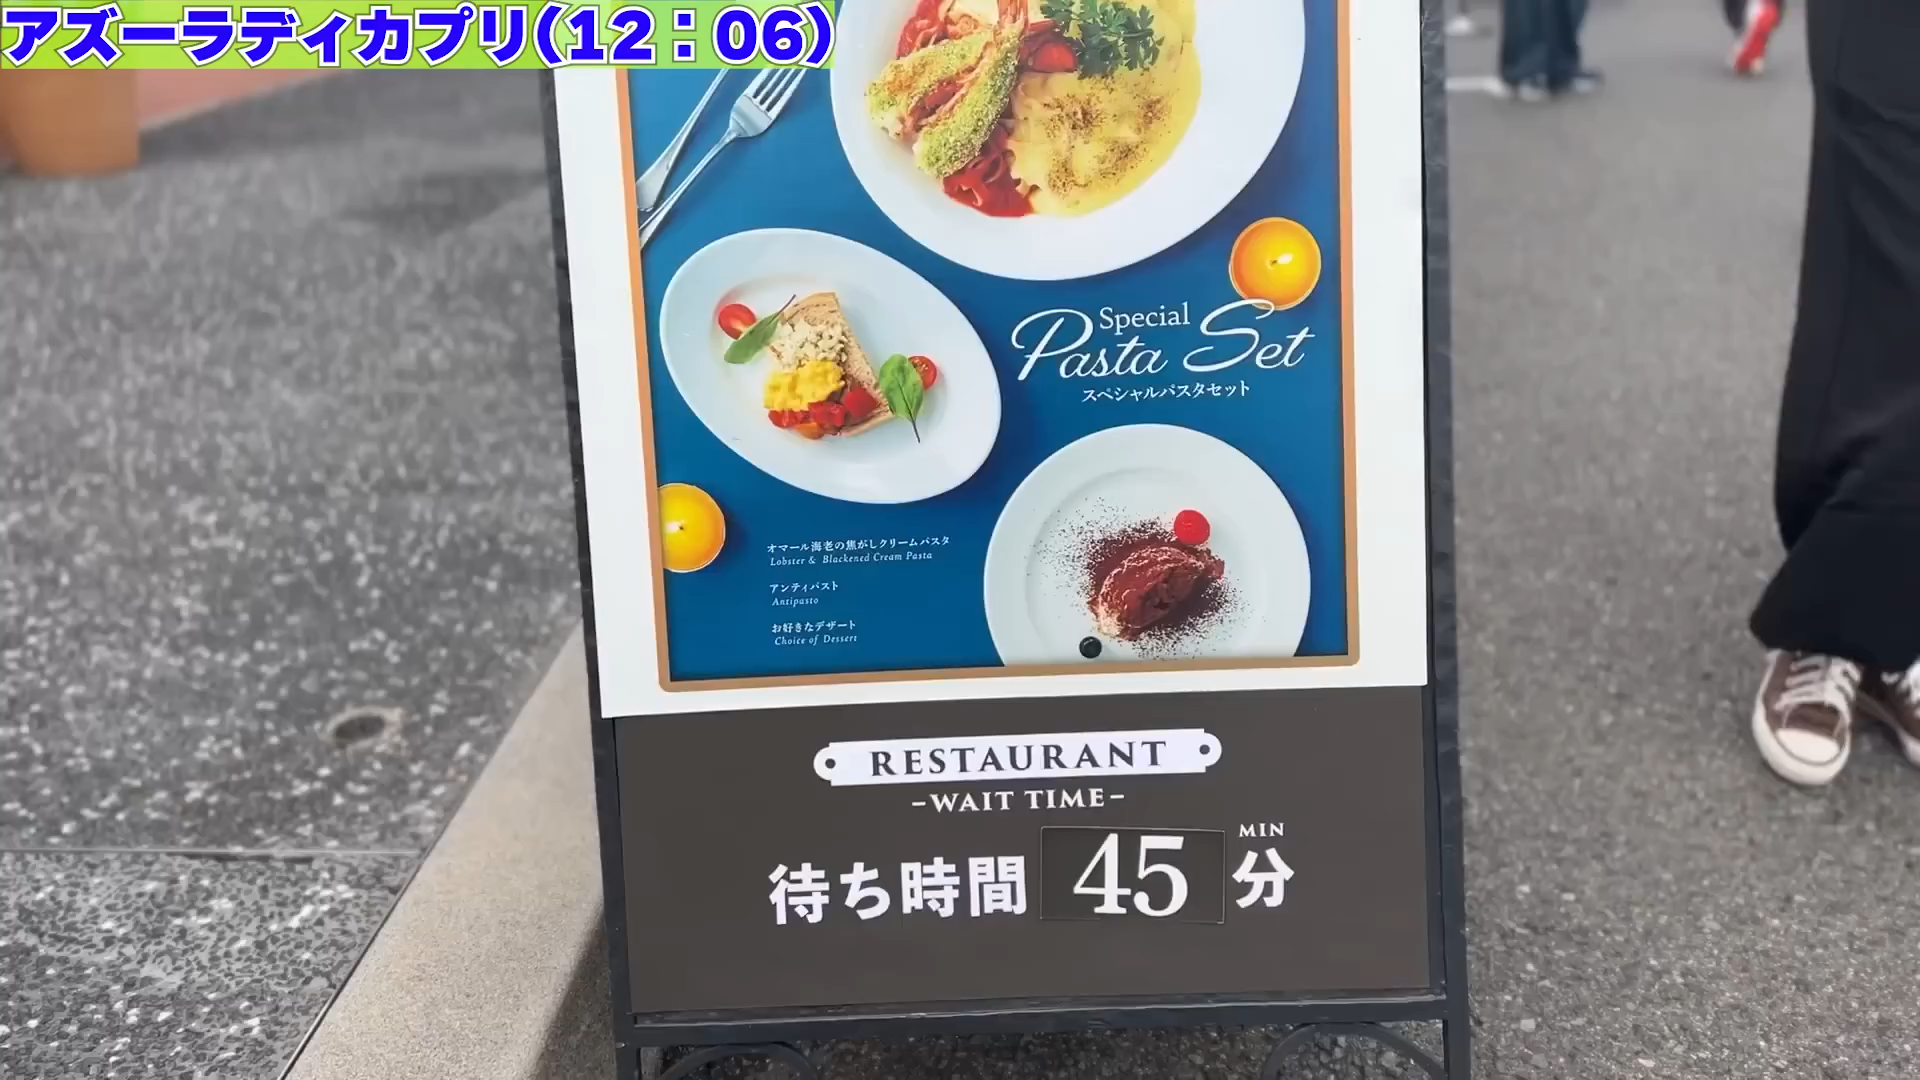 アズーラディカプリ(12：06)
Special
Pasta Set
スペシャルパスタセット
オマール海老の焦がしクリームパスタ
Lobster & Blackened Cream Pasta
アンティパスト
Antipasto
お好きなデザート
Choice of Dessert
RESTAURANT
-WAIT TIME-
待ち時間 45 分
MIN